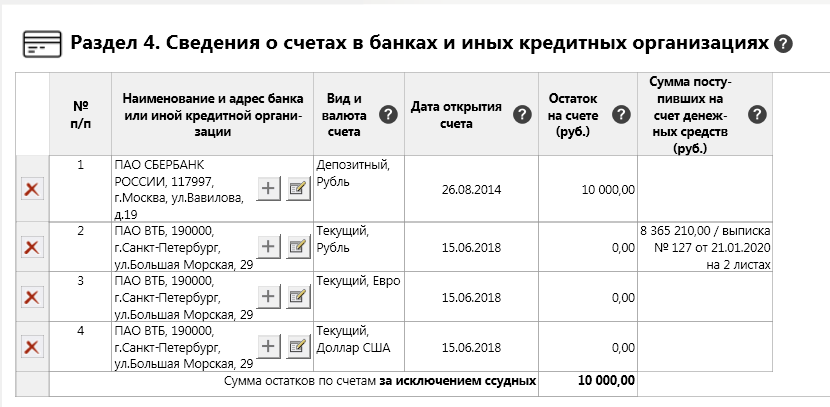 Раздел 4. Сведения о счетах в банках и иных кредитных организациях ?
№
п/п
Наименование и адрес банка
или иной кредитной органи-
зации
Вид и
валюта
счета
?
Дата открытия
счета
?
Остаток
на счете
(руб.)
?
Сумма посту-
пивших на
счет денеж-
ных средств
(руб.)
?
1
ПАО СБЕРБАНК
РОССИИ, 117997,
г.Москва, ул.Вавилова,
д.19
Депозитный,
Рубль
26.08.2014
10 000,00
2
ПАО ВТБ, 190000,
г.Санкт-Петербург,
ул.Большая Морская, 29
Текущий,
Рубль
15.06.2018
0,00
8 365 210,00 / выписка
№ 127 от 21.01.2020
на 2 листах
3
ПАО ВТБ, 190000,
г.Санкт-Петербург,
ул.Большая Морская, 29
Текущий, Евро
15.06.2018
0,00
4
ПАО ВТБ, 190000,
г.Санкт-Петербург,
ул.Большая Морская, 29
Текущий,
Доллар США
15.06.2018
0,00
Сумма остатков по счетам за исключением ссудных
10 000,00